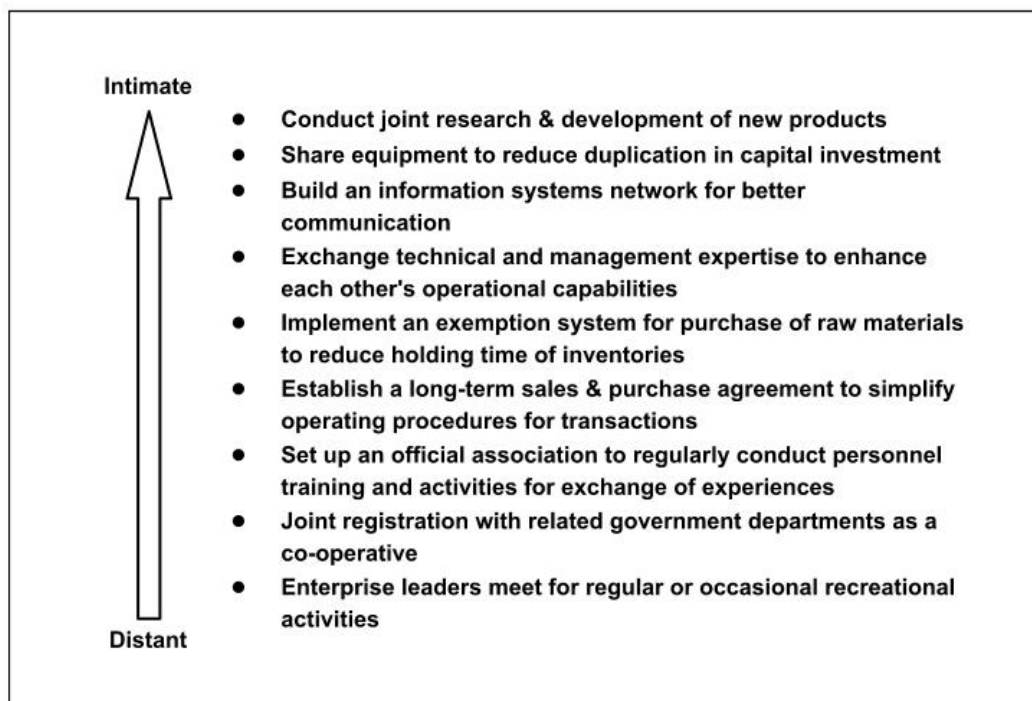 Intimate
● Conduct joint research & development of new products
● Share equipment to reduce duplication in capital investment
● Build an information systems network for better
communication
● Exchange technical and management expertise to enhance
each other's operational capabilities
● Implement an exemption system for purchase of raw materials
to reduce holding time of inventories
● Establish a long-term sales & purchase agreement to simplify
operating procedures for transactions
● Set up an official association to regularly conduct personnel
training and activities for exchange of experiences
● Joint registration with related government departments as a
co-operative
● Enterprise leaders meet for regular or occasional recreational
activities
Distant